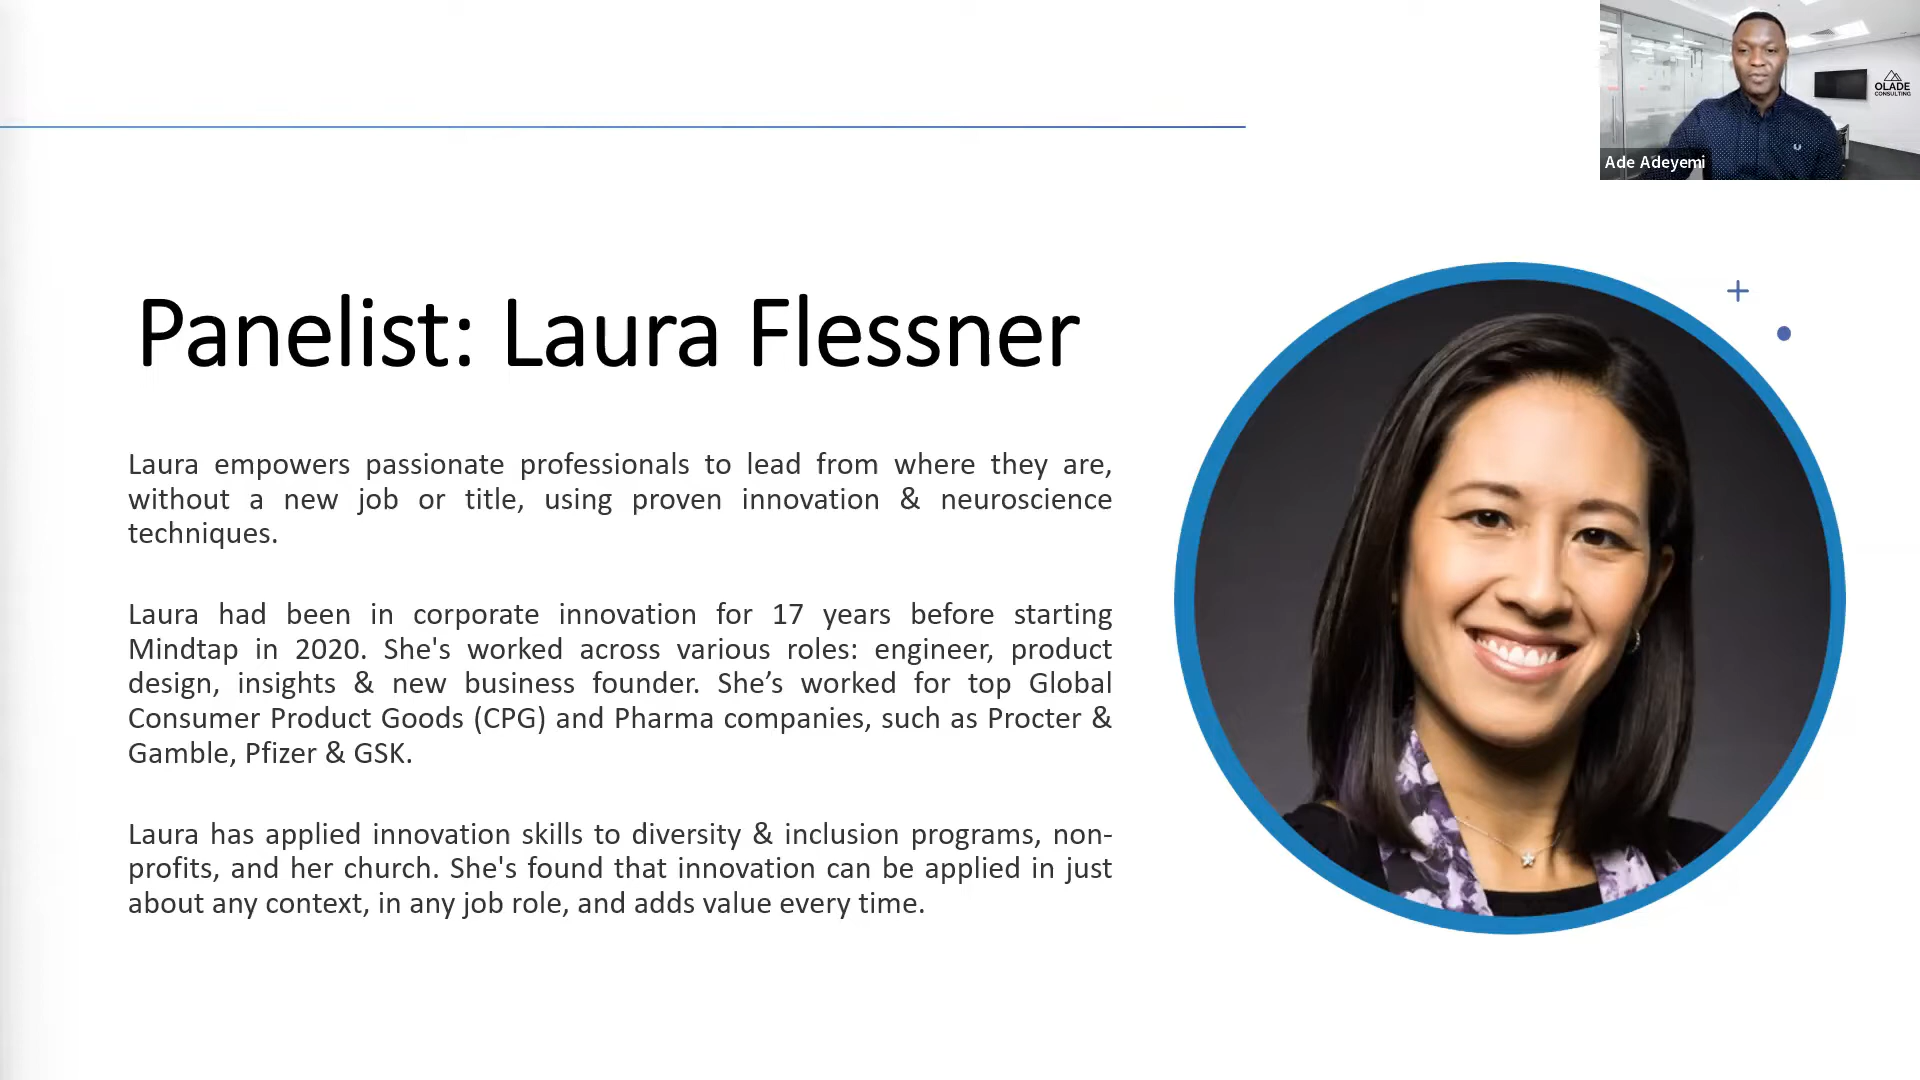 OLADE
CONSULTING
Ade Adeyemi
Panelist: Laura Flessner
Laura empowers passionate professionals to lead from where they are,
without a new job or title, using proven innovation & neuroscience
techniques.
Laura had been in corporate innovation for 17 years before starting
Mindtap in 2020. She's worked across various roles: engineer, product
design, insights & new business founder. She’s worked for top Global
Consumer Product Goods (CPG) and Pharma companies, such as Procter &
Gamble, Pfizer & GSK.
Laura has applied innovation skills to diversity & inclusion programs, non-
profits, and her church. She's found that innovation can be applied in just
about any context, in any job role, and adds value every time.